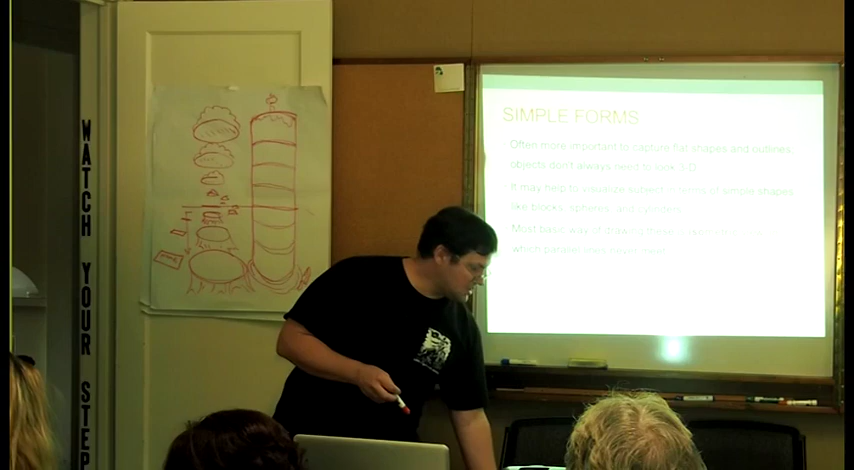 WATCH YOUR STEP
SIMPLE FORMS
Often more important to capture flat shapes and outlines,
objects don't always need to look 3-D
It may help to visualize subject in terms of simple shapes
like blocks, spheres, and cylinders
Most basic way of drawing these
which parallel lines never meet